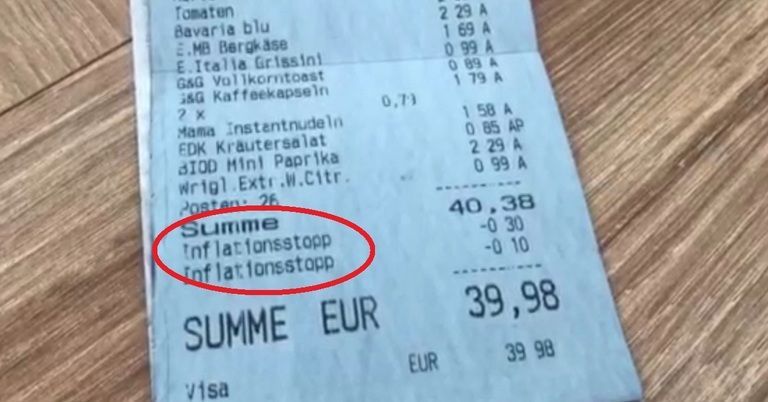 Tomaten
Bavaria blu 2 29 A
E.MB Bergkäse 1 69 A
E.Italia Grissini 0 99 A
G&G Vollkorntoast 0 89 A
G&G Kaffeekapseln 1 79 A
2 x 0,79
Mama Instantnudeln 1 58 A
EDK Kräutersalat 0 85 AP
BIOD Mini Paprika 2 29 A
Wrigl.Extr.W.Citr. 0 99 A
Posten: 26
Summe 40,38
Inflationsstopp -0 30
Inflationsstopp -0 10
SUMME EUR 39,98
Visa EUR 39 98